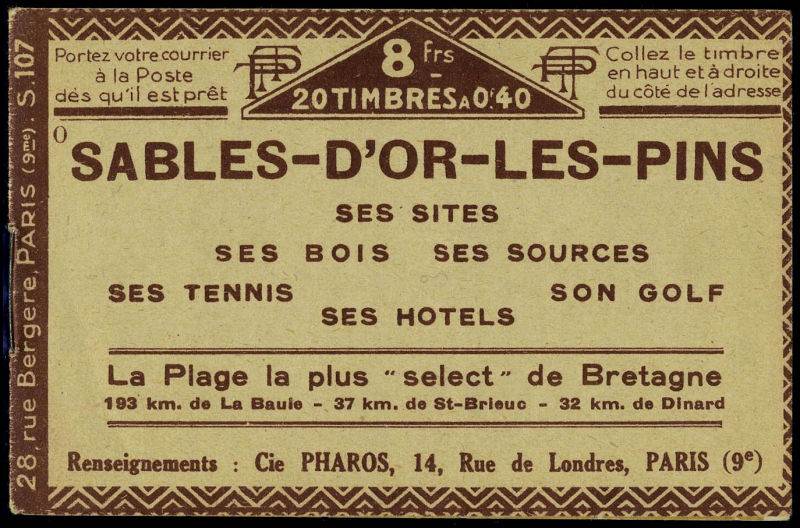 Portez votre courrier
à la Poste
dès qu'il est prêt
PTT
8 frs
20 TIMBRES A 0f.40
PTT
Collez le timbre
en haut et à droite
du côté de l'adresse
O
SABLES-D'OR-LES-PINS
SES SITES
SES BOIS SES SOURCES
SES TENNIS SON GOLF
SES HOTELS
La Plage la plus "select" de Bretagne
193 km. de La Baule - 37 km. de St-Brieuc - 32 km. de Dinard
Renseignements : Cie PHAROS, 14, Rue de Londres, PARIS (9e)
28, rue Bergere, PARIS (9me). S. 107